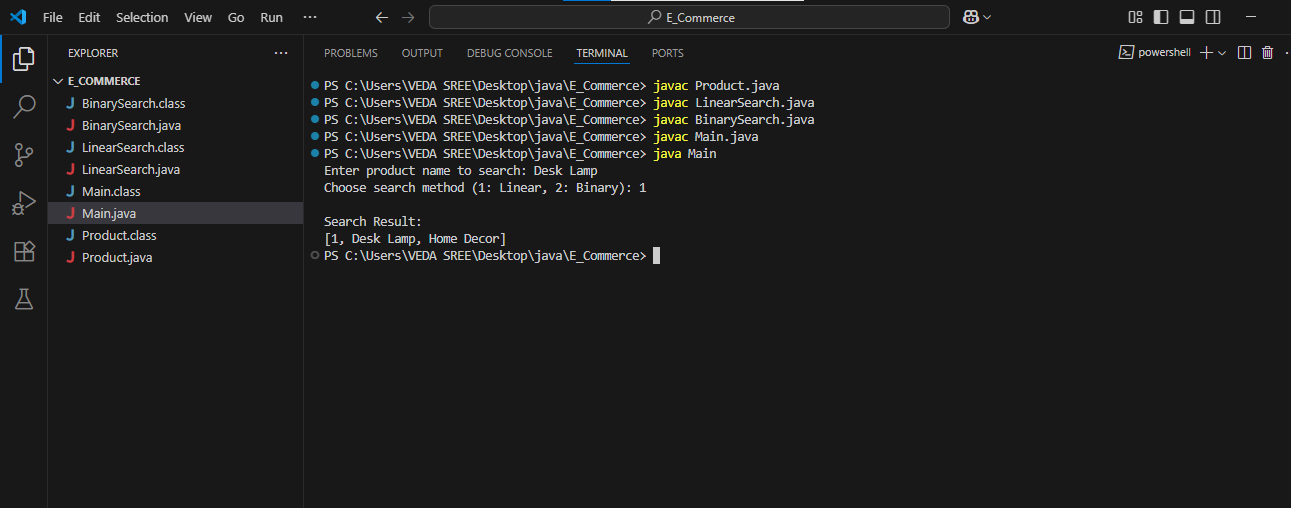 File Edit Selection View Go Run ··· E_Commerce
EXPLORER ···
E_COMMERCE
BinarySearch.class
BinarySearch.java
LinearSearch.class
LinearSearch.java
Main.class
Main.java
Product.class
Product.java
PROBLEMS OUTPUT DEBUG CONSOLE TERMINAL PORTS powershell
PS C:\Users\VEDA SREE\Desktop\java\E_Commerce> javac Product.java
PS C:\Users\VEDA SREE\Desktop\java\E_Commerce> javac LinearSearch.java
PS C:\Users\VEDA SREE\Desktop\java\E_Commerce> javac BinarySearch.java
PS C:\Users\VEDA SREE\Desktop\java\E_Commerce> javac Main.java
PS C:\Users\VEDA SREE\Desktop\java\E_Commerce> java Main
Enter product name to search: Desk Lamp
Choose search method (1: Linear, 2: Binary): 1
Search Result:
[1, Desk Lamp, Home Decor]
PS C:\Users\VEDA SREE\Desktop\java\E_Commerce>